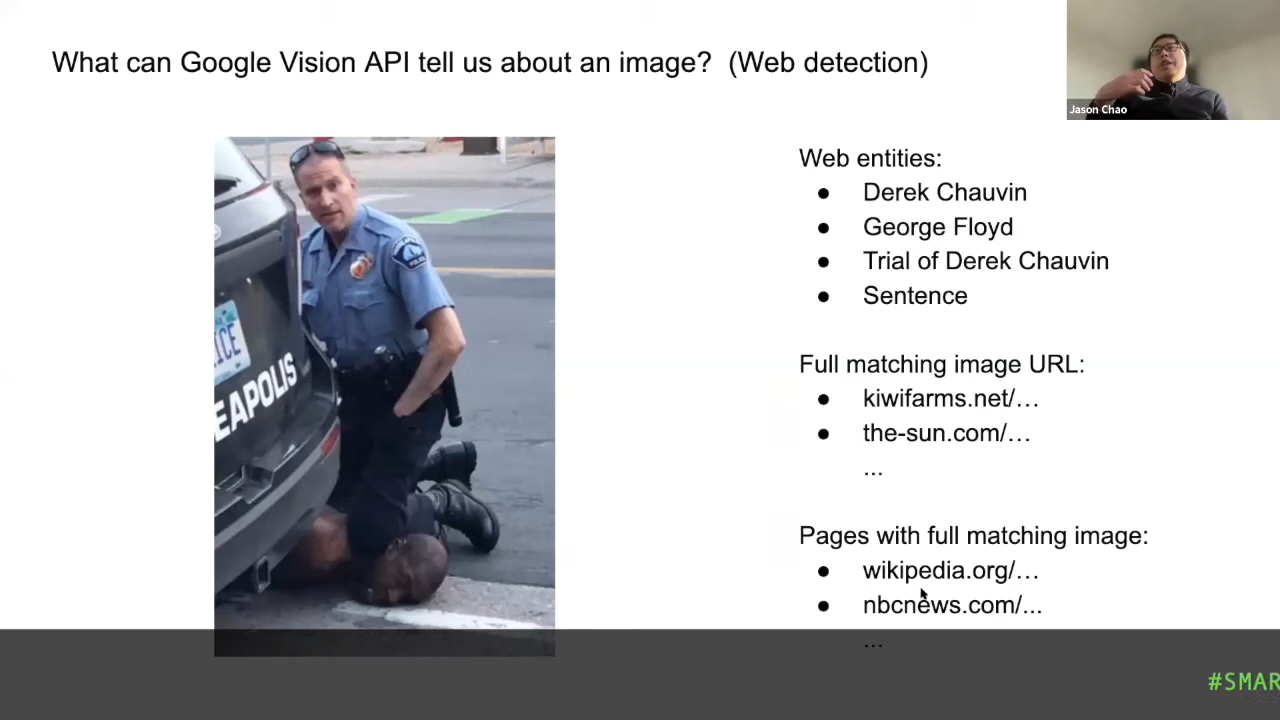 What can Google Vision API tell us about an image?  (Web detection)
Jason Chao
Web entities:
● Derek Chauvin
● George Floyd
● Trial of Derek Chauvin
● Sentence
Full matching image URL:
● kiwifarms.net/…
● the-sun.com/…
...
Pages with full matching image:
● wikipedia.org/…
● nbcnews.com/...
...
ICE
EAPOLIS
POLICE
#SMAR